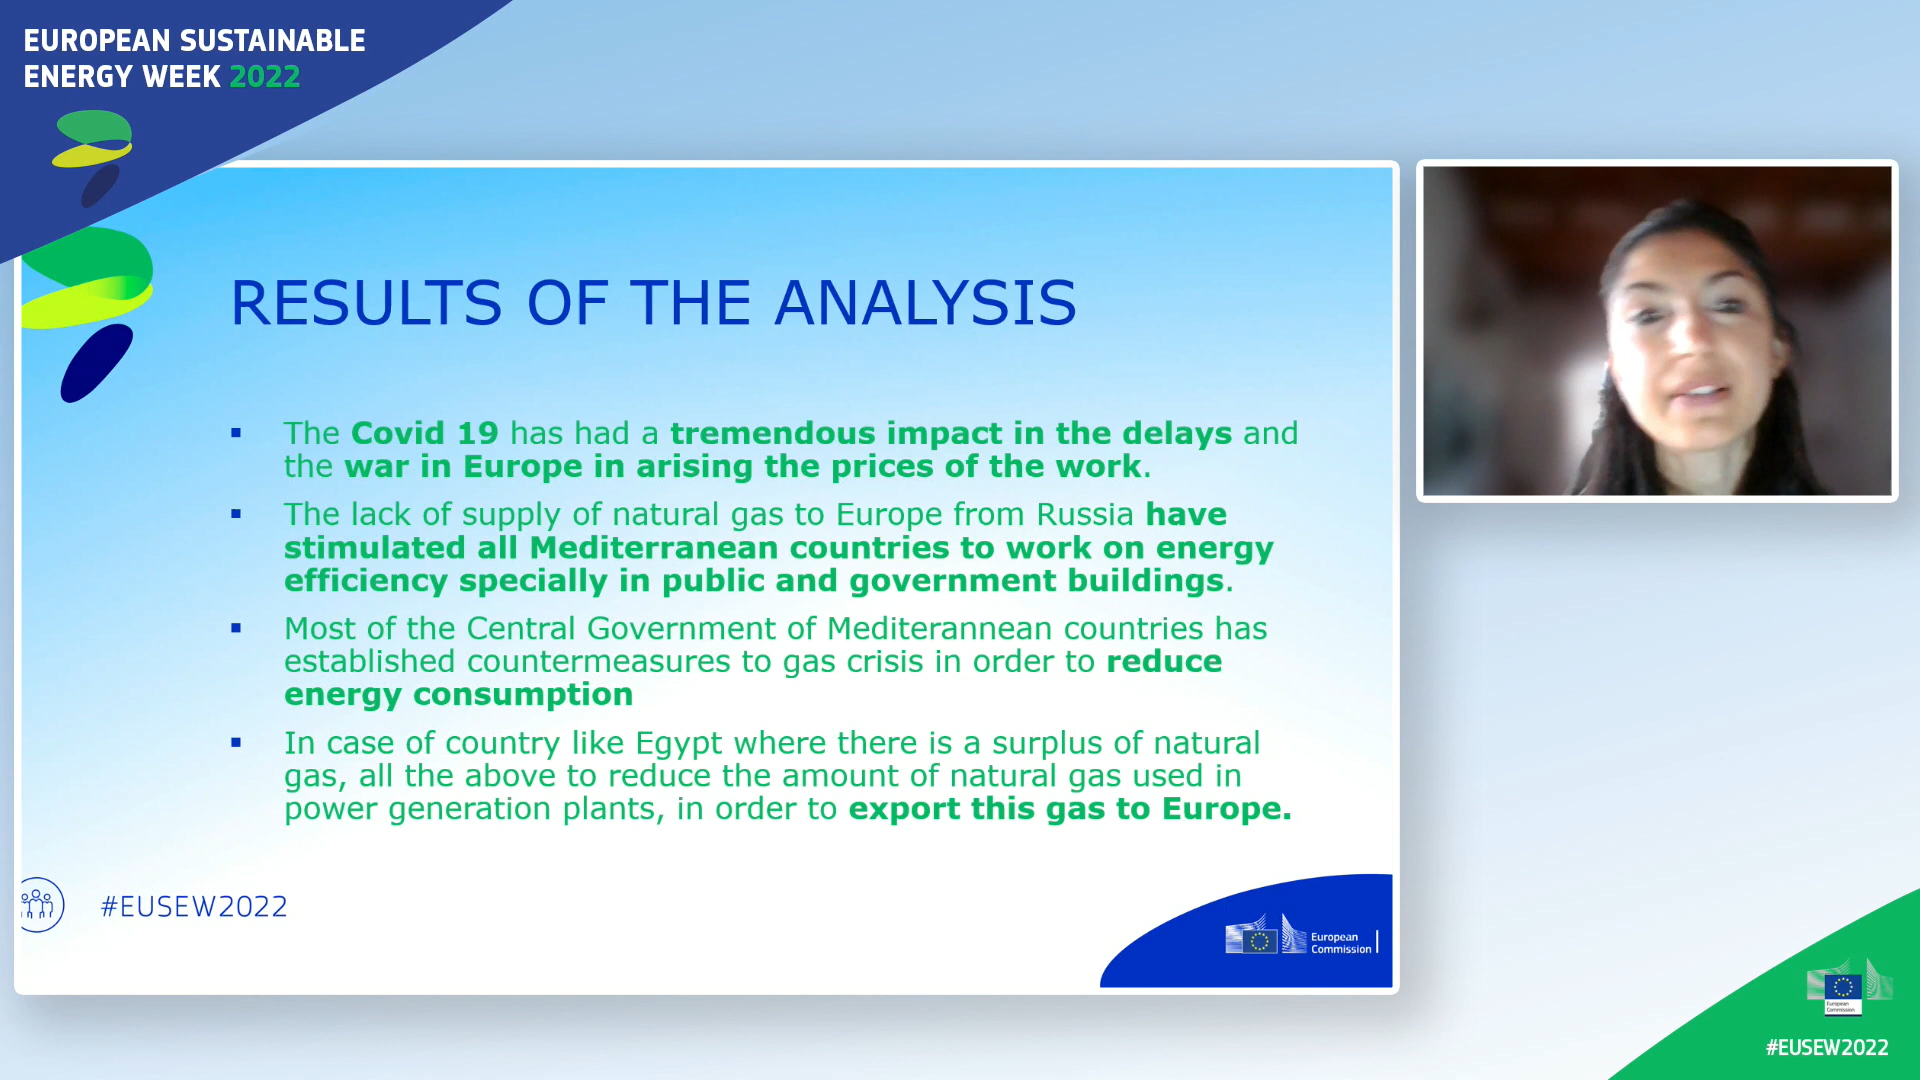 EUROPEAN SUSTAINABLE
ENERGY WEEK 2022
RESULTS OF THE ANALYSIS
▪ The Covid 19 has had a tremendous impact in the delays and
the war in Europe in arising the prices of the work.
▪ The lack of supply of natural gas to Europe from Russia have
stimulated all Mediterranean countries to work on energy
efficiency specially in public and government buildings.
▪ Most of the Central Government of Mediterannean countries has
established countermeasures to gas crisis in order to reduce
energy consumption
▪ In case of country like Egypt where there is a surplus of natural
gas, all the above to reduce the amount of natural gas used in
power generation plants, in order to export this gas to Europe.
#EUSEW2022
European
Commission
European
Commission
#EUSEW2022